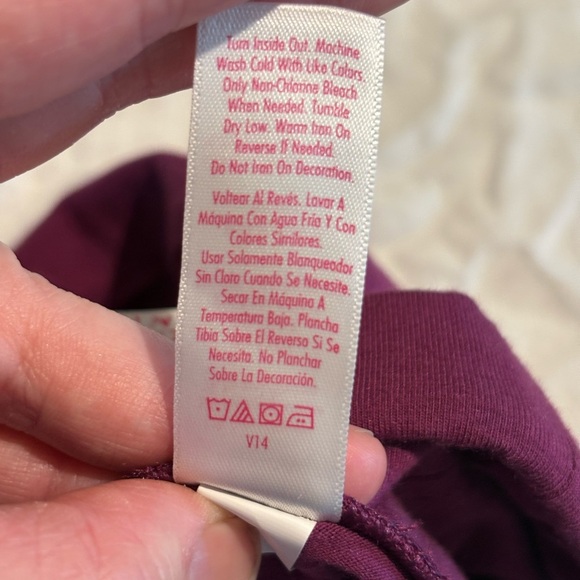 Turn Inside Out. Machine
Wash Cold With Like Colors.
Only Non-Chlorine Bleach
When Needed. Tumble
Dry Low. Warm Iron On
Reverse If Needed.
Do Not Iron On Decoration.
Voltear Al Revés. Lavar A
Máquina Con Agua Fría Y Con
Colores Similares.
Usar Solamente Blanqueador
Sin Cloro Cuando Se Necesite.
Secar En Máquina A
Temperatura Baja. Plancha
Tibia Sobre El Reverso Si Se
Necesita. No Planchar
Sobre La Decoración.
V14